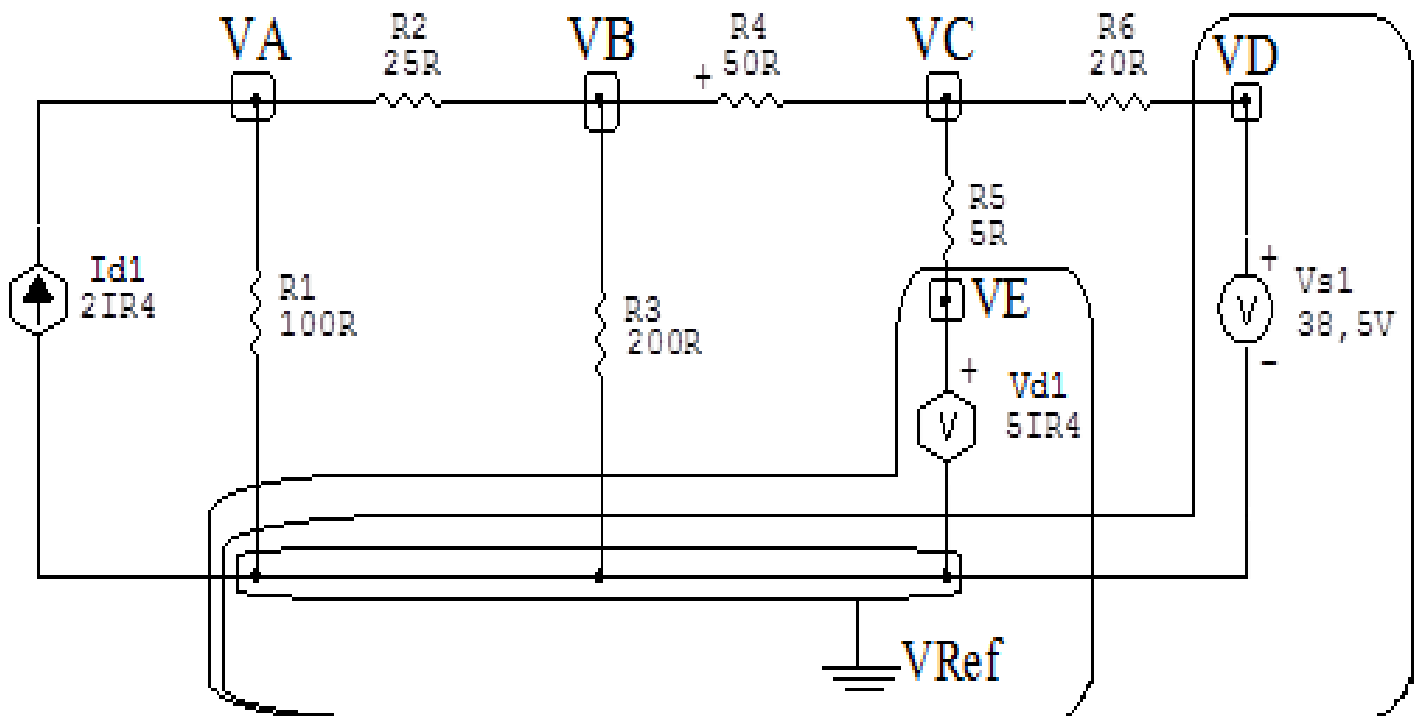 VA
R2
25R
VB
R4
50R
+
VC
R6
20R
VD
R5
5R
Id1
2IR4
R1
100R
R3
200R
VE
+
Vs1
38,5V
-
+
Vd1
5IR4
V
V
VRef